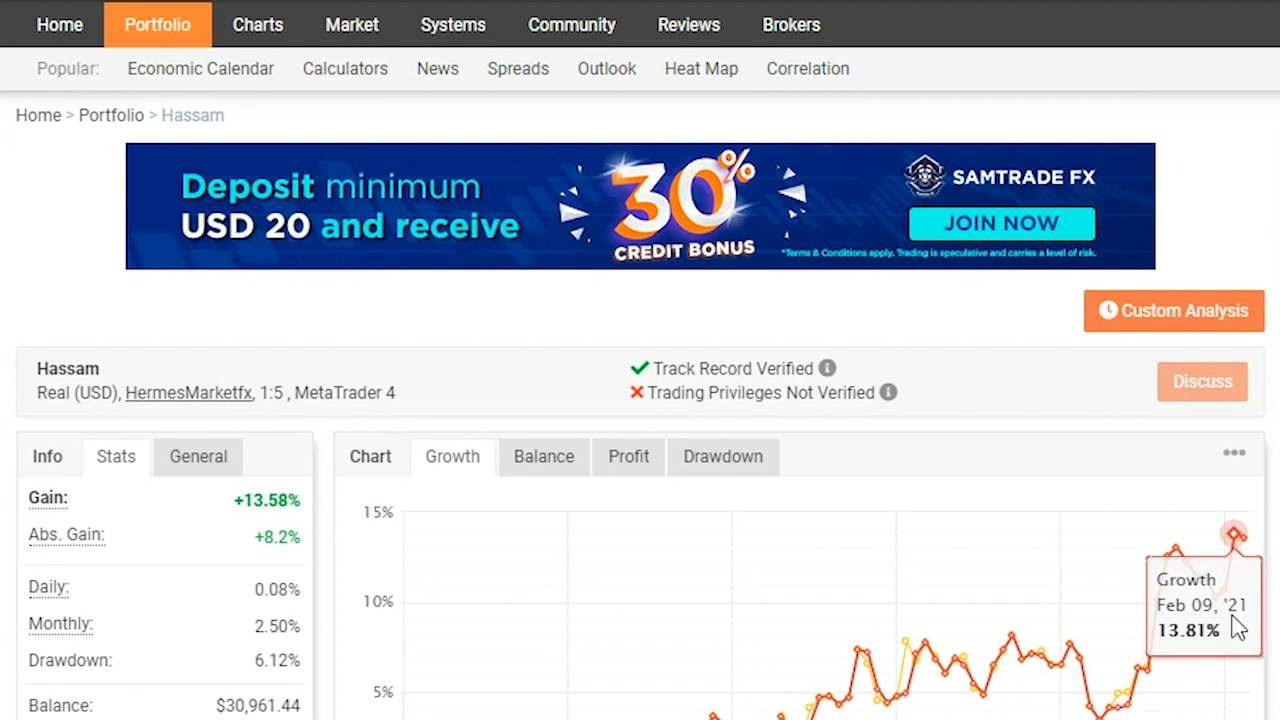 Home Portfolio Charts Market Systems Community Reviews Brokers
Popular: Economic Calendar Calculators News Spreads Outlook Heat Map Correlation
Home > Portfolio > Hassam
Deposit minimum
USD 20 and receive
30%
CREDIT BONUS
SAMTRADE FX
JOIN NOW
*Terms & Conditions apply. Trading is speculative and carries a level of risk.
Custom Analysis
Hassam
Real (USD), HermesMarketfx, 1:5 , MetaTrader 4
Track Record Verified
Trading Privileges Not Verified
Discuss
Info Stats General
Gain: +13.58%
Abs. Gain: +8.2%
Daily: 0.08%
Monthly: 2.50%
Drawdown: 6.12%
Balance: $30,961.44
Chart Growth Balance Profit Drawdown
15%
10%
5%
Growth
Feb 09, '21
13.81%